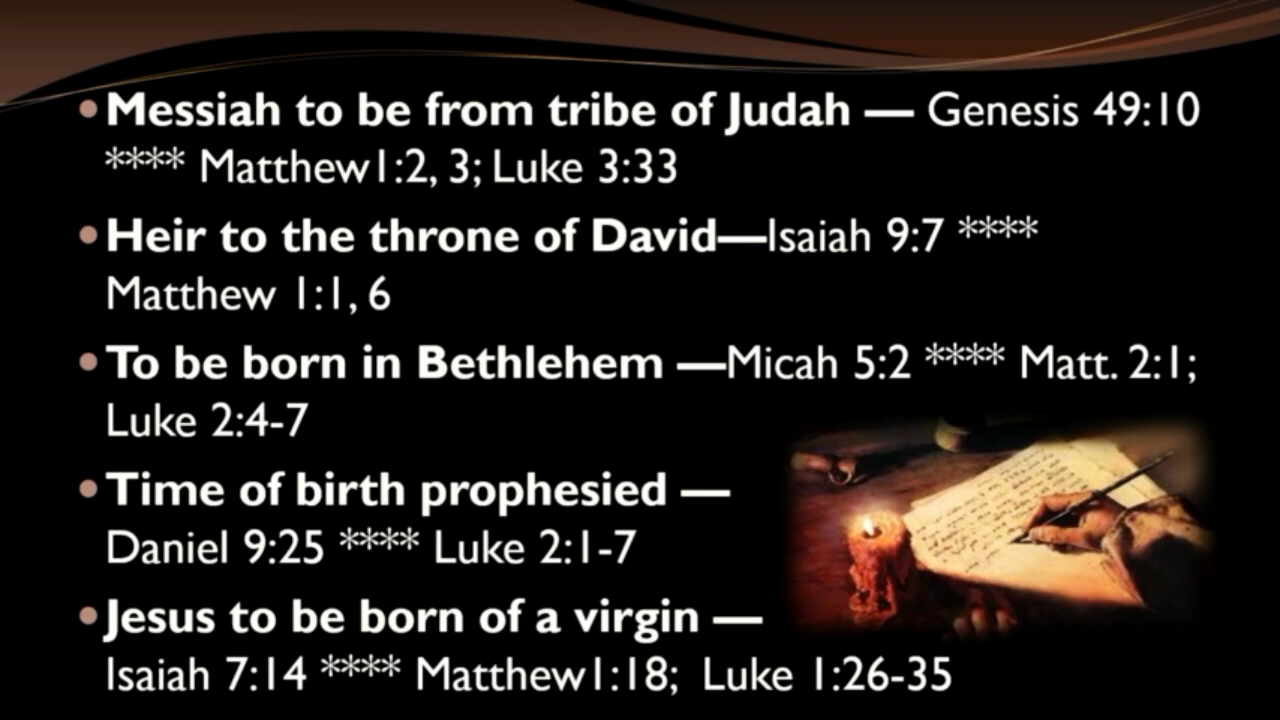 • Messiah to be from tribe of Judah — Genesis 49:10
**** Matthew1:2, 3; Luke 3:33
• Heir to the throne of David—Isaiah 9:7 ****
Matthew 1:1, 6
• To be born in Bethlehem —Micah 5:2 **** Matt. 2:1;
Luke 2:4-7
• Time of birth prophesied —
Daniel 9:25 **** Luke 2:1-7
• Jesus to be born of a virgin —
Isaiah 7:14 **** Matthew1:18; Luke 1:26-35